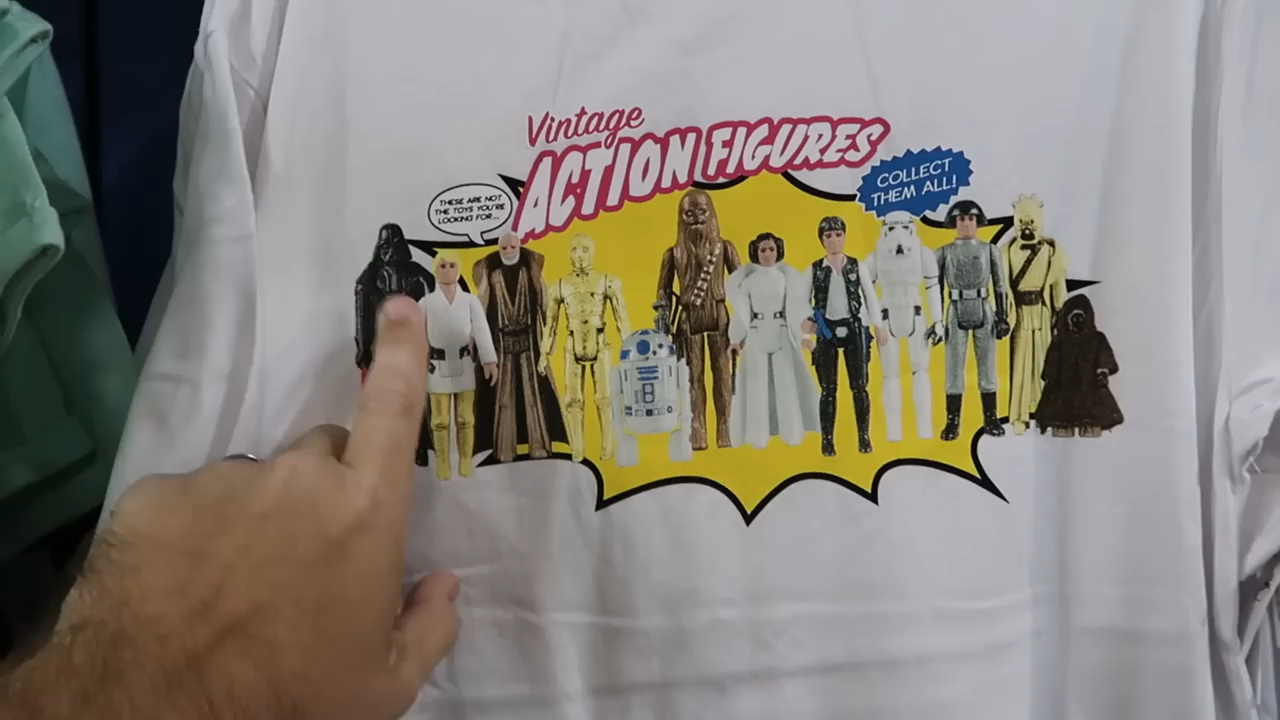 Vintage
ACTION FIGURES
COLLECT
THEM ALL!
THESE ARE NOT
THE TOYS YOU'RE
LOOKING FOR...